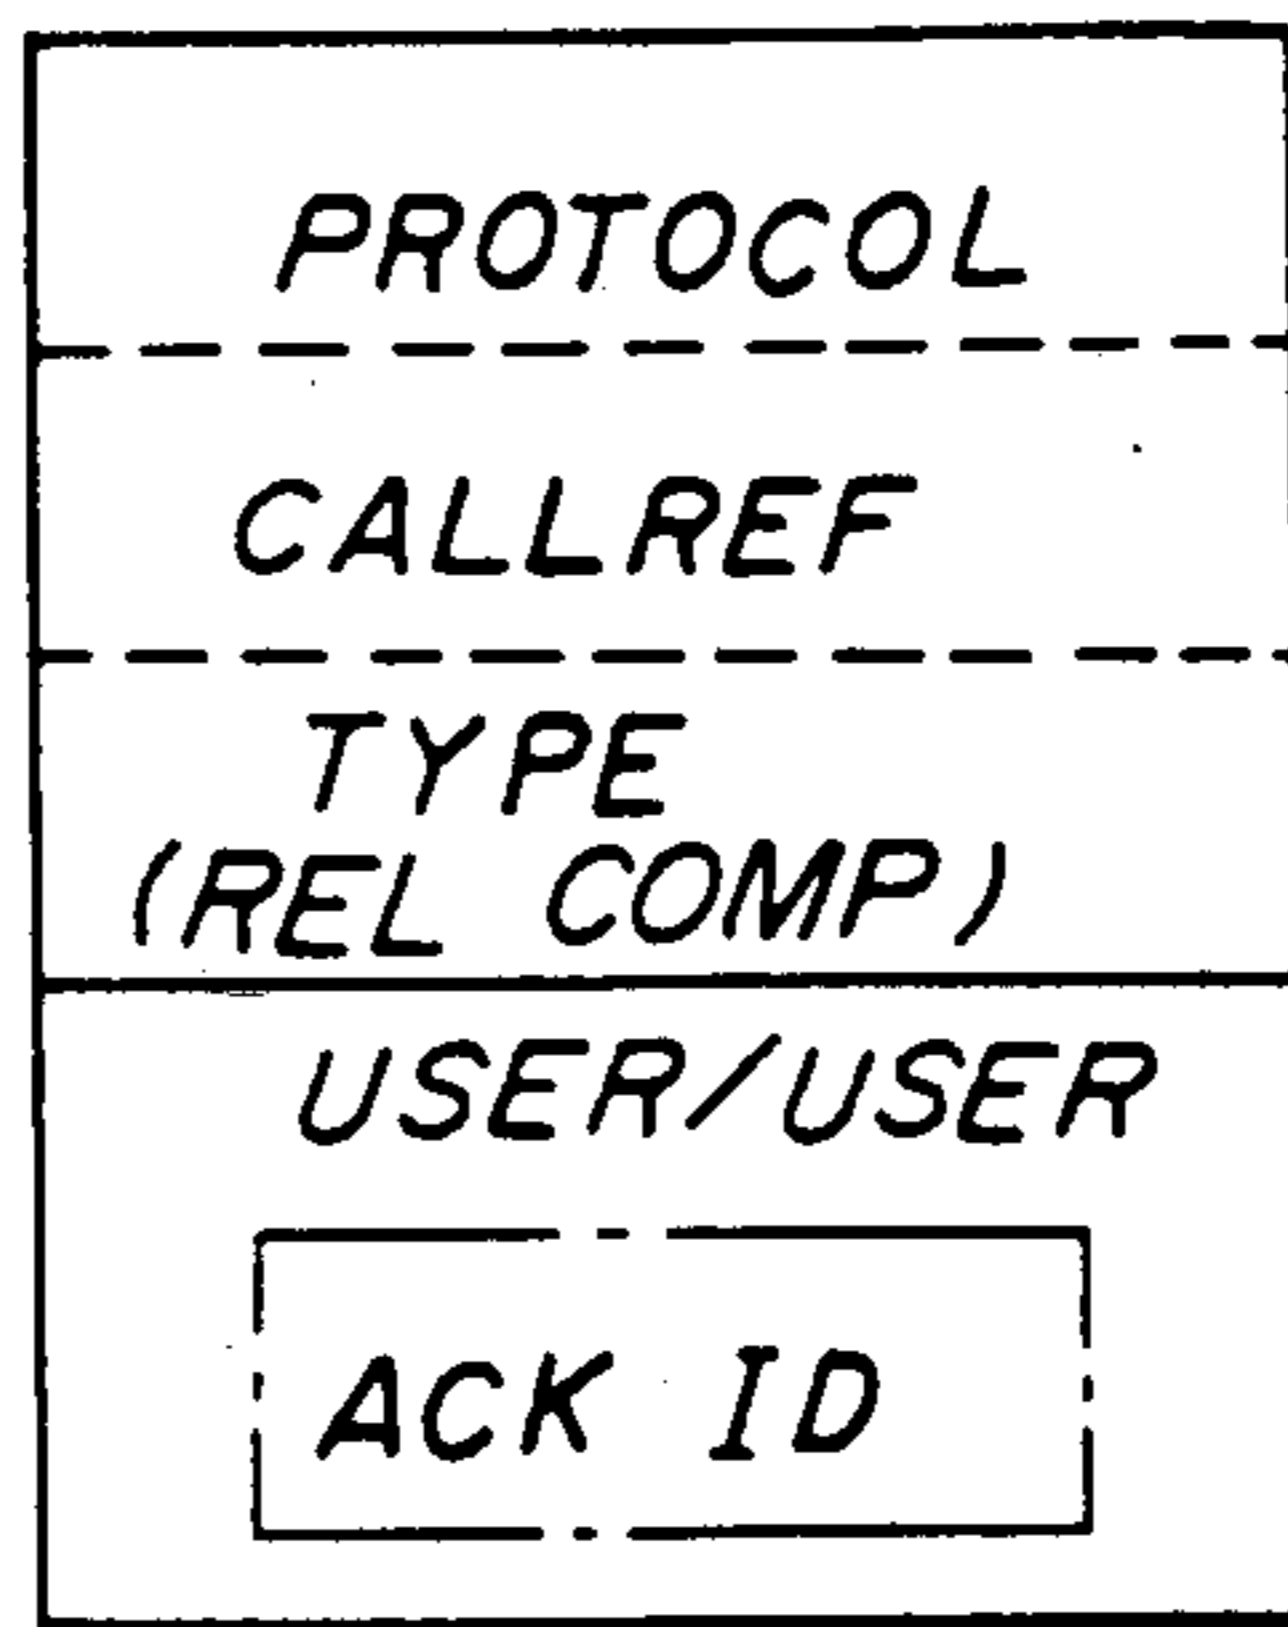 PROTOCOL
CALLREF
TYPE
(REL COMP)
USER/USER
ACK ID